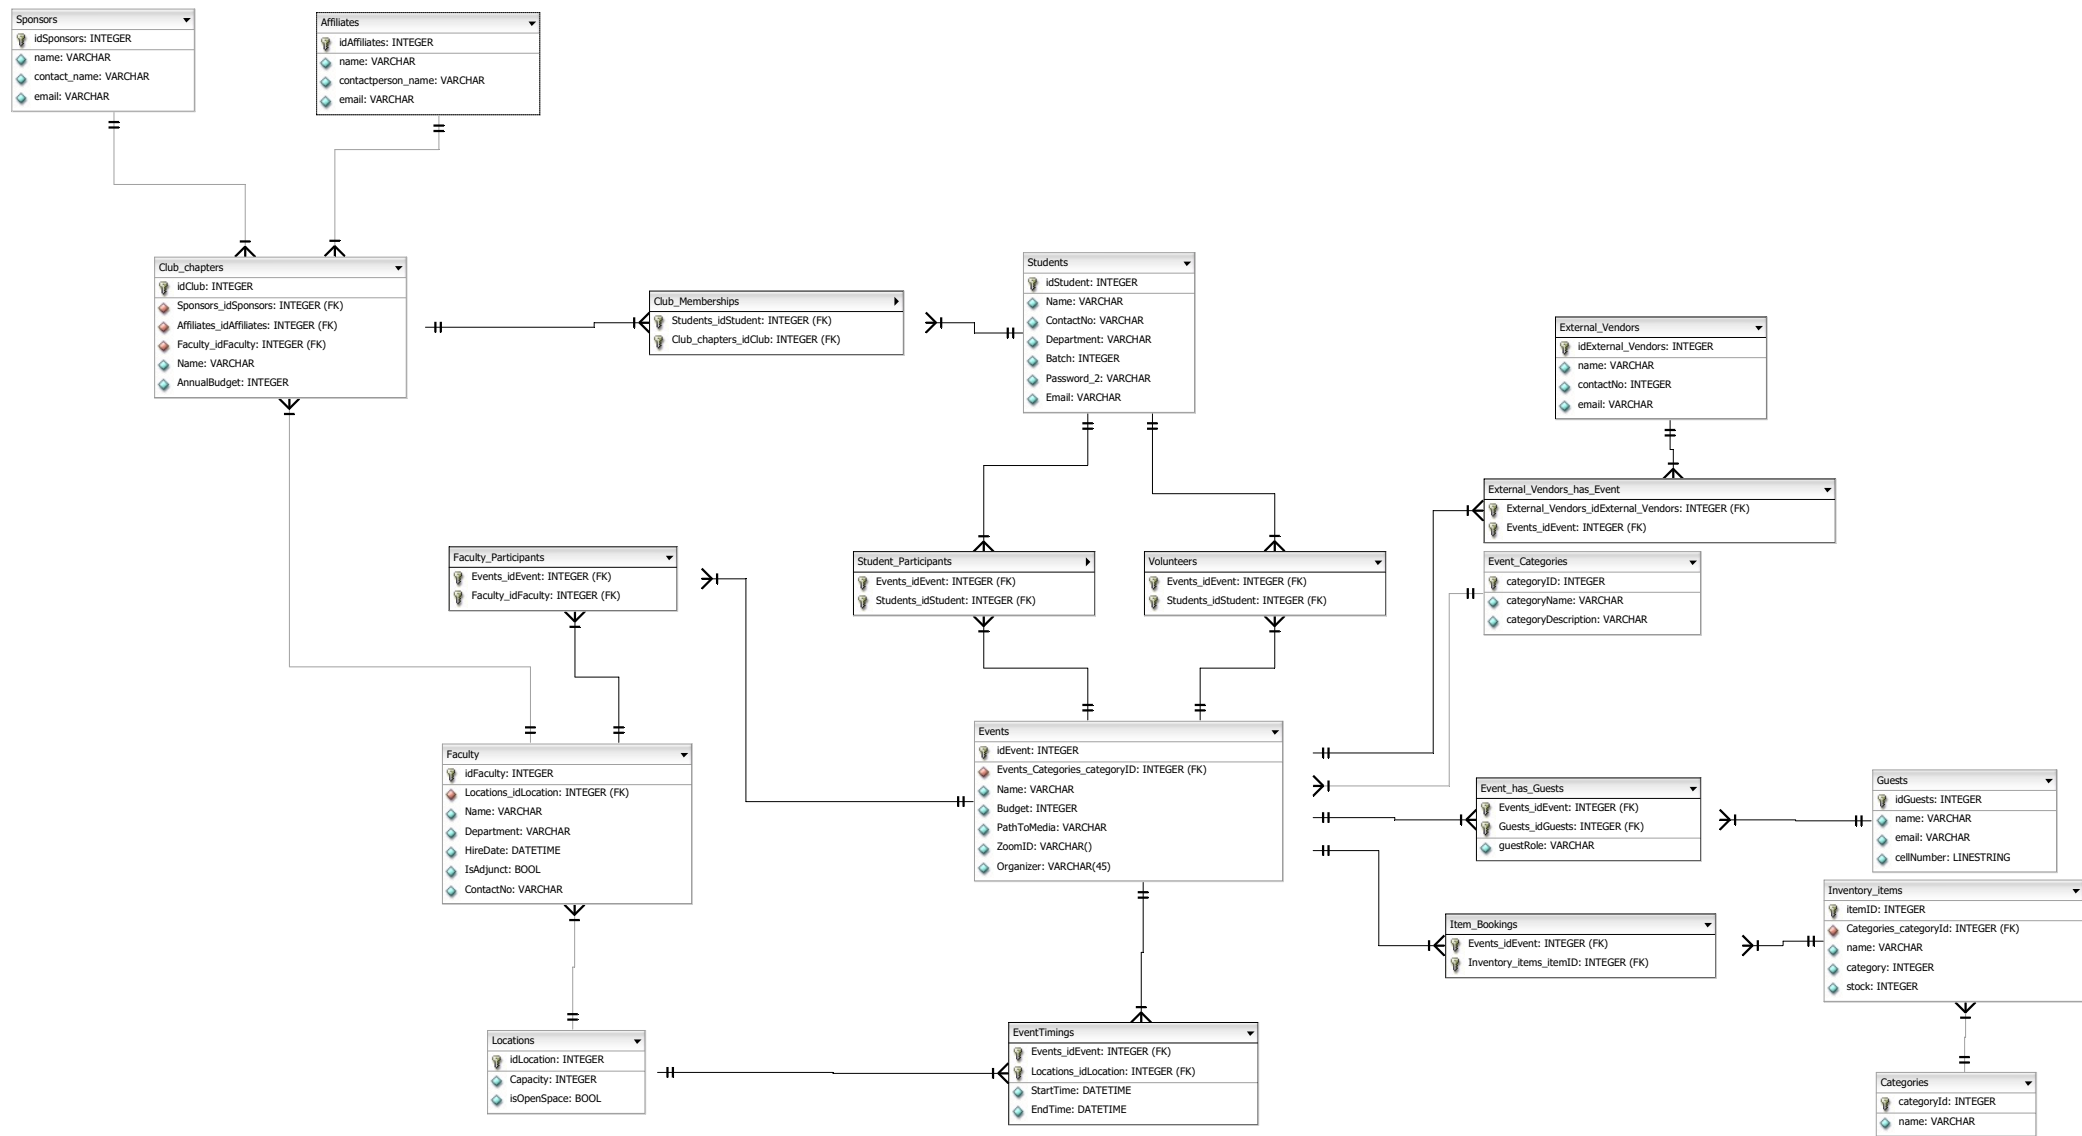 Sponsors
idSponsors: INTEGER
name: VARCHAR
contact_name: VARCHAR
email: VARCHAR
Affiliates
idAffiliates: INTEGER
name: VARCHAR
contactperson_name: VARCHAR
email: VARCHAR
Club_chapters
idClub: INTEGER
Sponsors_idSponsors: INTEGER (FK)
Affiliates_idAffiliates: INTEGER (FK)
Faculty_idFaculty: INTEGER (FK)
Name: VARCHAR
AnnualBudget: INTEGER
Club_Memberships
Students_idStudent: INTEGER (FK)
Club_chapters_idClub: INTEGER (FK)
Students
idStudent: INTEGER
Name: VARCHAR
ContactNo: VARCHAR
Department: VARCHAR
Batch: INTEGER
Password_2: VARCHAR
Email: VARCHAR
External_Vendors
idExternal_Vendors: INTEGER
name: VARCHAR
contactNo: INTEGER
email: VARCHAR
External_Vendors_has_Event
External_Vendors_idExternal_Vendors: INTEGER (FK)
Events_idEvent: INTEGER (FK)
Faculty_Participants
Events_idEvent: INTEGER (FK)
Faculty_idFaculty: INTEGER (FK)
Student_Participants
Events_idEvent: INTEGER (FK)
Students_idStudent: INTEGER (FK)
Volunteers
Events_idEvent: INTEGER (FK)
Students_idStudent: INTEGER (FK)
Event_Categories
categoryID: INTEGER
categoryName: VARCHAR
categoryDescription: VARCHAR
Faculty
idFaculty: INTEGER
Locations_idLocation: INTEGER (FK)
Name: VARCHAR
Department: VARCHAR
HireDate: DATETIME
IsAdjunct: BOOL
ContactNo: VARCHAR
Events
idEvent: INTEGER
Events_Categories_categoryID: INTEGER (FK)
Name: VARCHAR
Budget: INTEGER
PathToMedia: VARCHAR
ZoomID: VARCHAR()
Organizer: VARCHAR(45)
Event_has_Guests
Events_idEvent: INTEGER (FK)
Guests_idGuests: INTEGER (FK)
guestRole: VARCHAR
Guests
idGuests: INTEGER
name: VARCHAR
email: VARCHAR
cellNumber: LINESTRING
Item_Bookings
Events_idEvent: INTEGER (FK)
Inventory_items_itemID: INTEGER (FK)
Inventory_items
itemID: INTEGER
Categories_categoryId: INTEGER (FK)
name: VARCHAR
category: INTEGER
stock: INTEGER
Locations
idLocation: INTEGER
Capacity: INTEGER
isOpenSpace: BOOL
EventTimings
Events_idEvent: INTEGER (FK)
Locations_idLocation: INTEGER (FK)
StartTime: DATETIME
EndTime: DATETIME
Categories
categoryId: INTEGER
name: VARCHAR